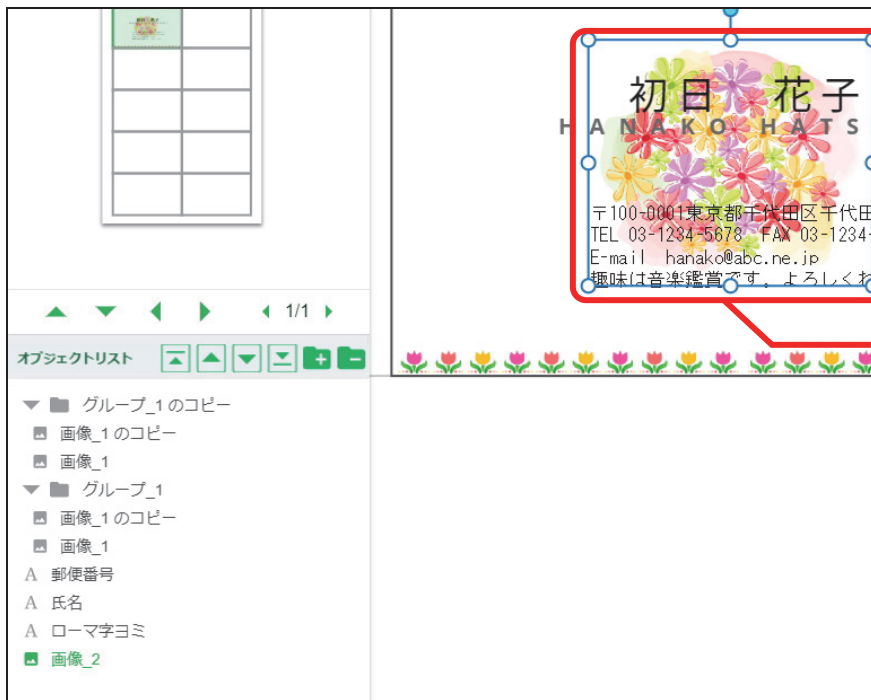 初日 花子
HANAKO HATS
〒100-0001東京都千代田区千代田
TEL 03-1234-5678 FAX 03-1234-
E-mail hanako@abc.ne.jp
趣味は音楽鑑賞です。よろしくね
1/1
オブジェクトリスト
グループ_1のコピー
画像_1のコピー
画像_1
グループ_1
画像_1のコピー
画像_1
A 郵便番号
A 氏名
A ローマ字ヨミ
画像_2